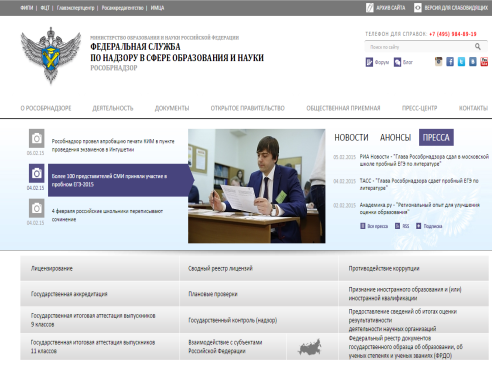 ФИПИ | ФЦТ | Главэкспертцентр | Росаккредагентство | ИМЦА
АРХИВ САЙТА
ВЕРСИЯ ДЛЯ СЛАБОВИДЯЩИХ
МИНИСТЕРСТВО ОБРАЗОВАНИЯ И НАУКИ РОССИЙСКОЙ ФЕДЕРАЦИИ
ФЕДЕРАЛЬНАЯ СЛУЖБА
ПО НАДЗОРУ В СФЕРЕ ОБРАЗОВАНИЯ И НАУКИ
РОСОБРНАДЗОР
ТЕЛЕФОН ДЛЯ СПРАВОК: +7 (495) 984-89-19
Поиск по сайту
Форум Блог
О РОСОБРНАДЗОРЕ ДЕЯТЕЛЬНОСТЬ ДОКУМЕНТЫ ОТКРЫТОЕ ПРАВИТЕЛЬСТВО ОБЩЕСТВЕННАЯ ПРИЕМНАЯ ПРЕСС-ЦЕНТР КОНТАКТЫ
Рособрнадзор провел апробацию печати КИМ в пункте
проведения экзаменов в Ингушетии
06.02.15
Более 100 представителей СМИ приняли участие в
пробном ЕГЭ-2015
04.02.15
4 февраля российские школьники переписывают
сочинение
04.02.15
НОВОСТИ АНОНСЫ ПРЕССА
05.02.2015 РИА Новости - "Глава Рособрнадзора сдал в московской
школе пробный ЕГЭ по литературе"
04.02.2015 ТАСС - "Глава Рособрнадзора сдает пробный ЕГЭ по
литературе"
02.02.2015 Академика.ру - "Региональный опыт для улучшения
оценки образования"
Вся пресса RSS Подписка
Лицензирование
Сводный реестр лицензий
Противодействие коррупции
Государственная аккредитация
Плановые проверки
Признание иностранного образования и (или)
иностранной квалификации
Государственная итоговая аттестация выпускников
9 классов
Государственный контроль (надзор)
Предоставление сведений об итогах оценки
результативности
деятельности научных организаций
Государственная итоговая аттестация выпускников
11 классов
Взаимодействие с субъектами
Российской Федерации
Федеральный реестр документов
государственного образца об образовании, об
ученых степенях и ученых званиях (ФРДО)